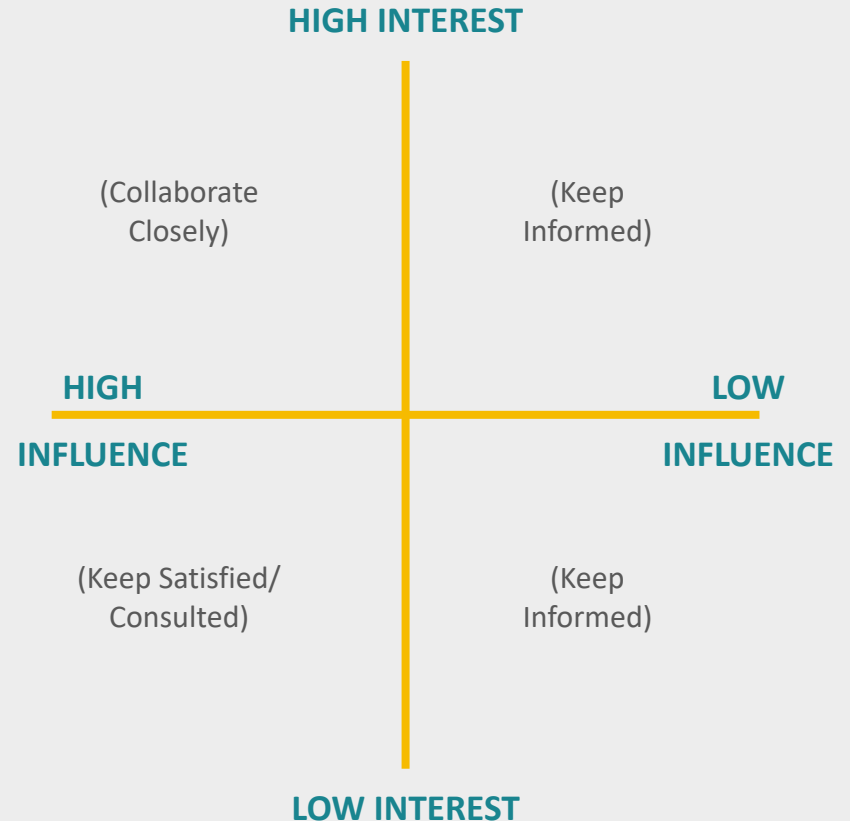 HIGH INTEREST
(Collaborate
Closely)
(Keep
Informed)
HIGH
INFLUENCE
LOW
INFLUENCE
(Keep Satisfied/
Consulted)
(Keep
Informed)
LOW INTEREST